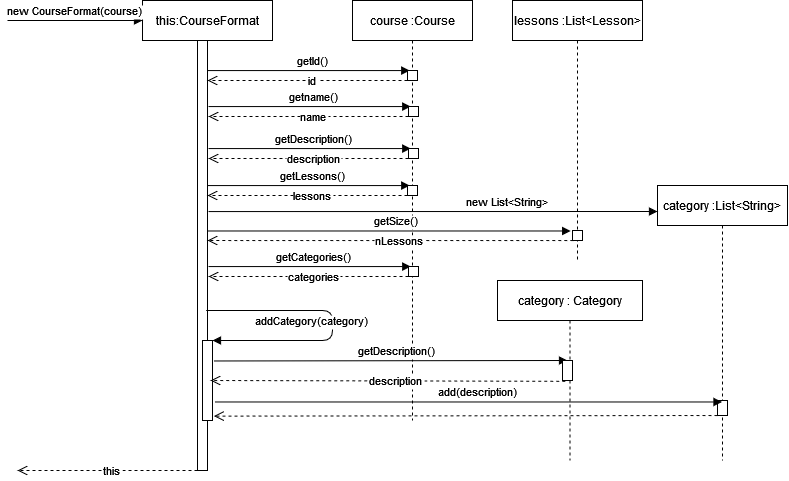 new CourseFormat(course)
this:CourseFormat
course :Course
lessons :List<Lesson>
getId()
id
getname()
name
getDescription()
description
getLessons()
lessons
new List<String>
category :List<String>
getSize()
nLessons
getCategories()
categories
category : Category
addCategory(category)
getDescription()
description
add(description)
this